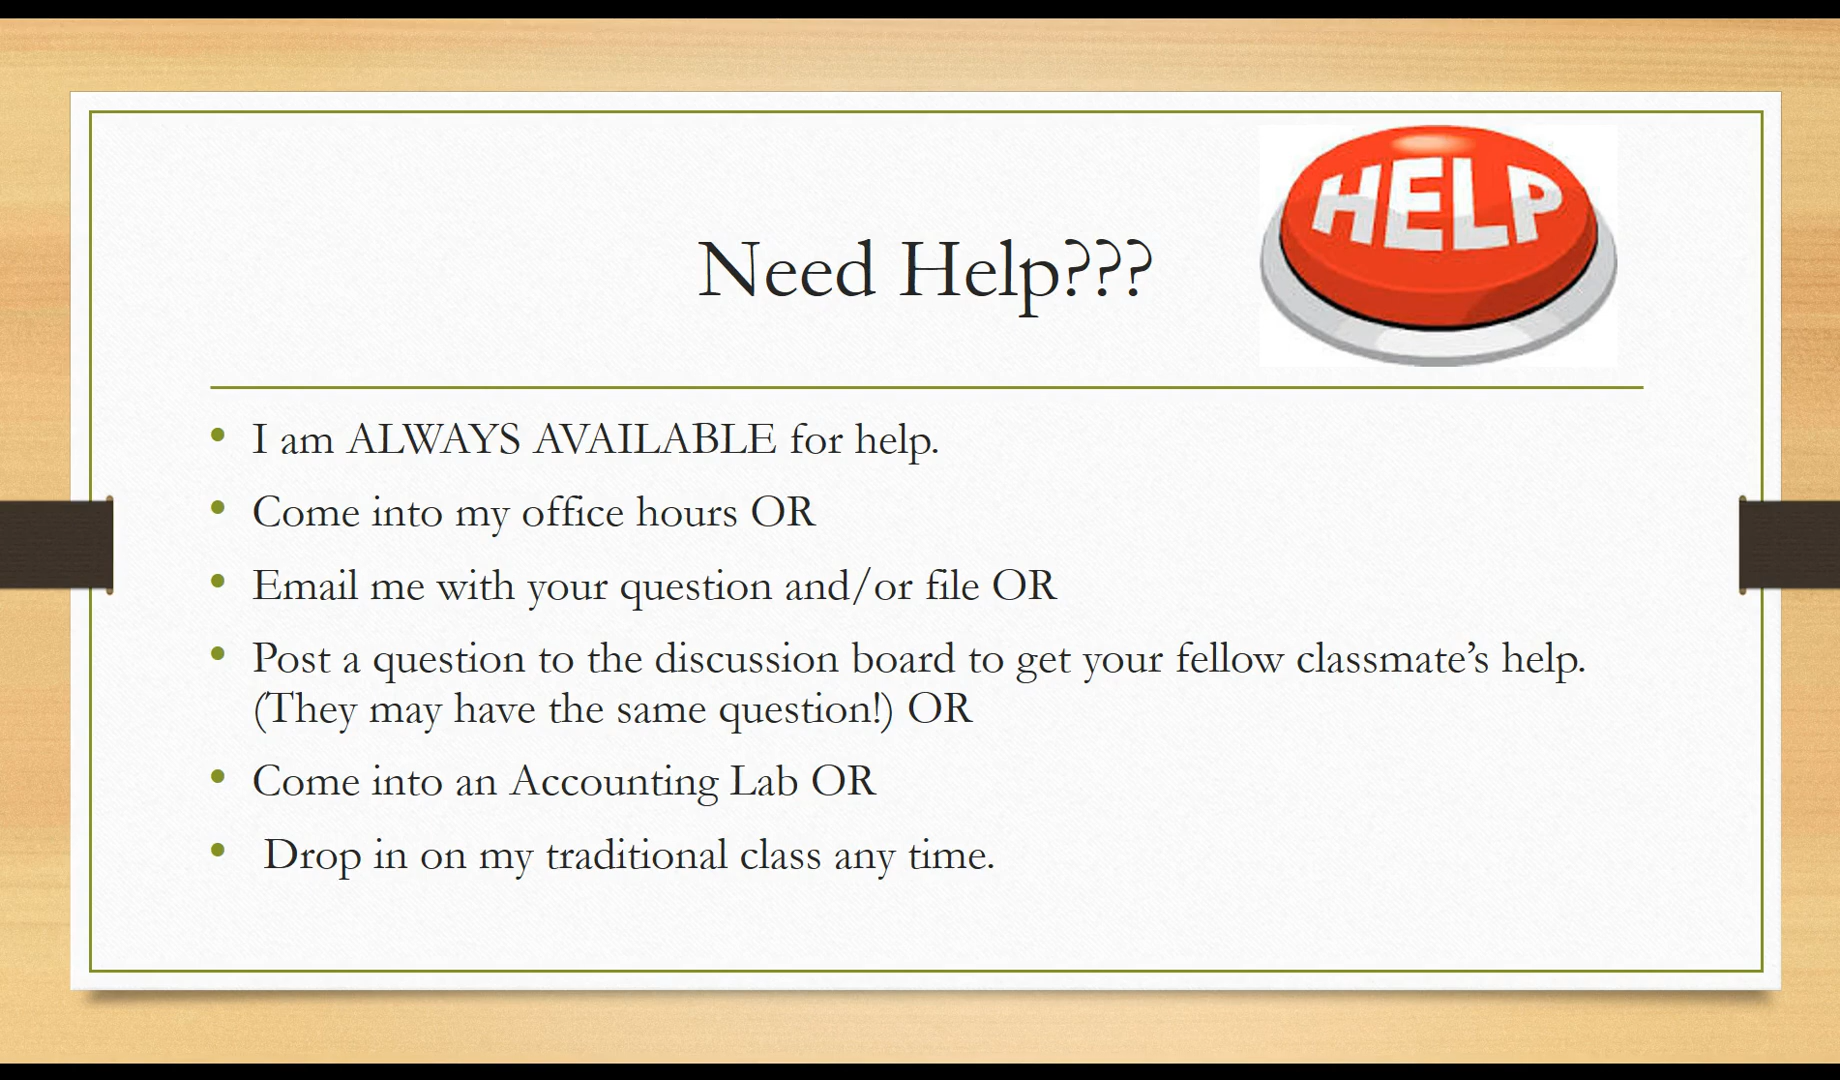 HELP
Need Help???
• I am ALWAYS AVAILABLE for help.
• Come into my office hours OR
• Email me with your question and/or file OR
• Post a question to the discussion board to get your fellow classmate’s help.
(They may have the same question!) OR
• Come into an Accounting Lab OR
• Drop in on my traditional class any time.